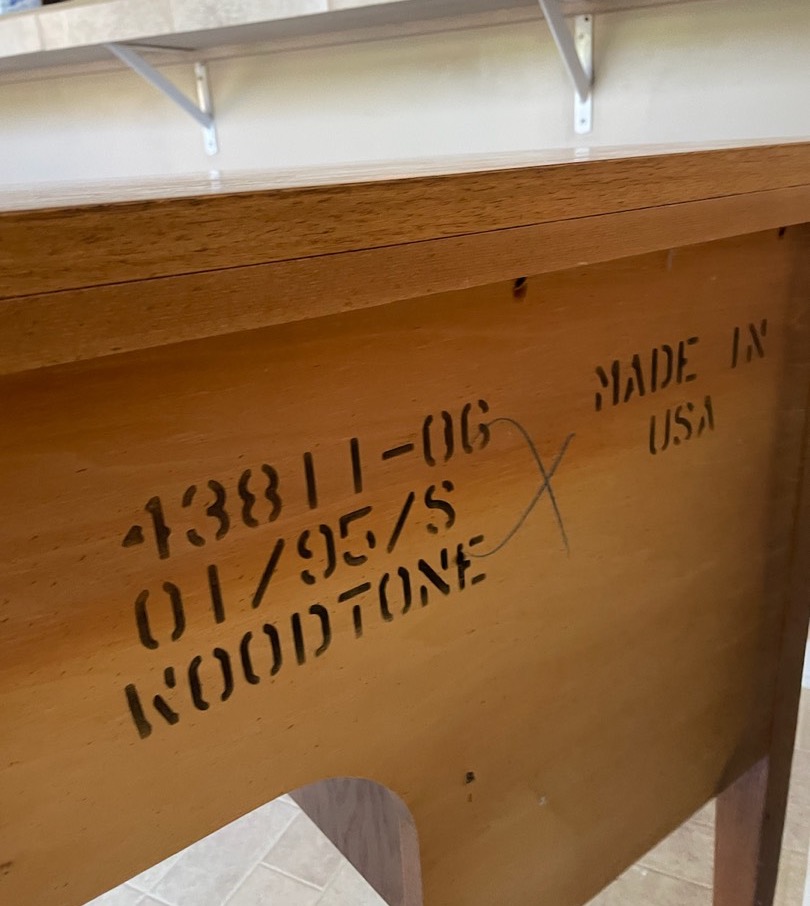 43811-06
01/95/S
WOODTONE
MADE IN
USA